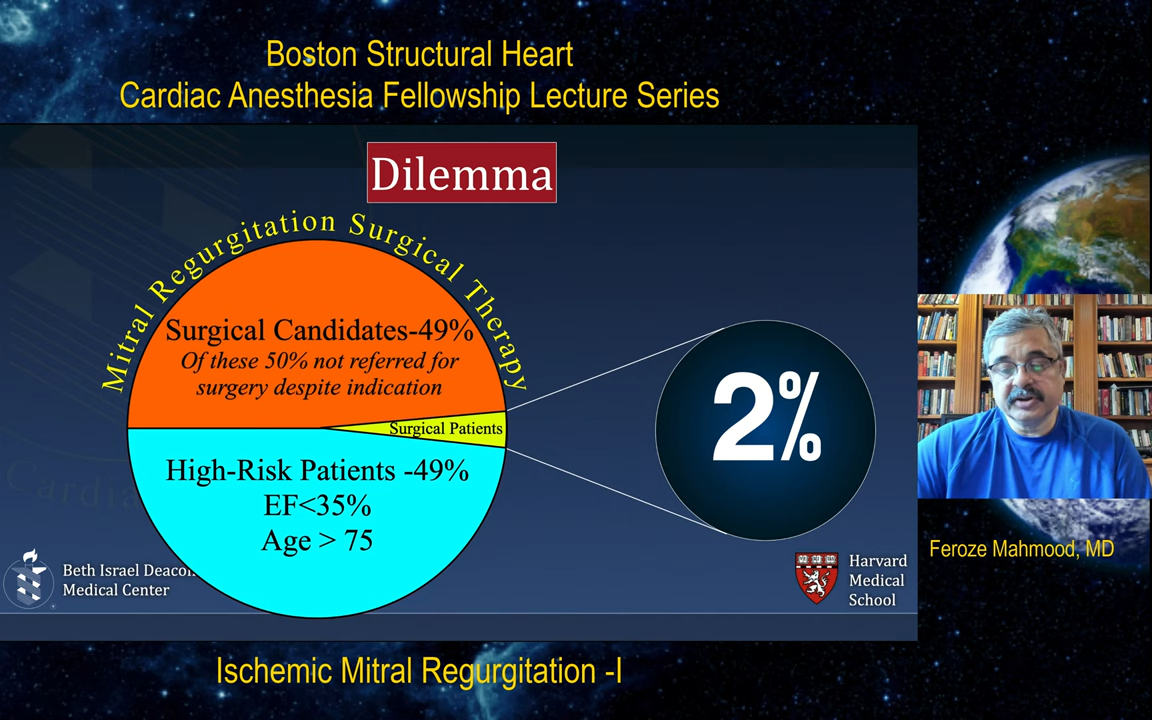 Boston Structural Heart
Cardiac Anesthesia Fellowship Lecture Series
Dilemma
Mitral Regurgitation Surgical Therapy
Surgical Candidates-49%
Of these 50% not referred for
surgery despite indication
Surgical Patients
2%
High-Risk Patients -49%
EF<35%
Age > 75
Beth Israel Deacon
Medical Center
Harvard
Medical
School
Feroze Mahmood, MD
Ischemic Mitral Regurgitation -I
Cardia